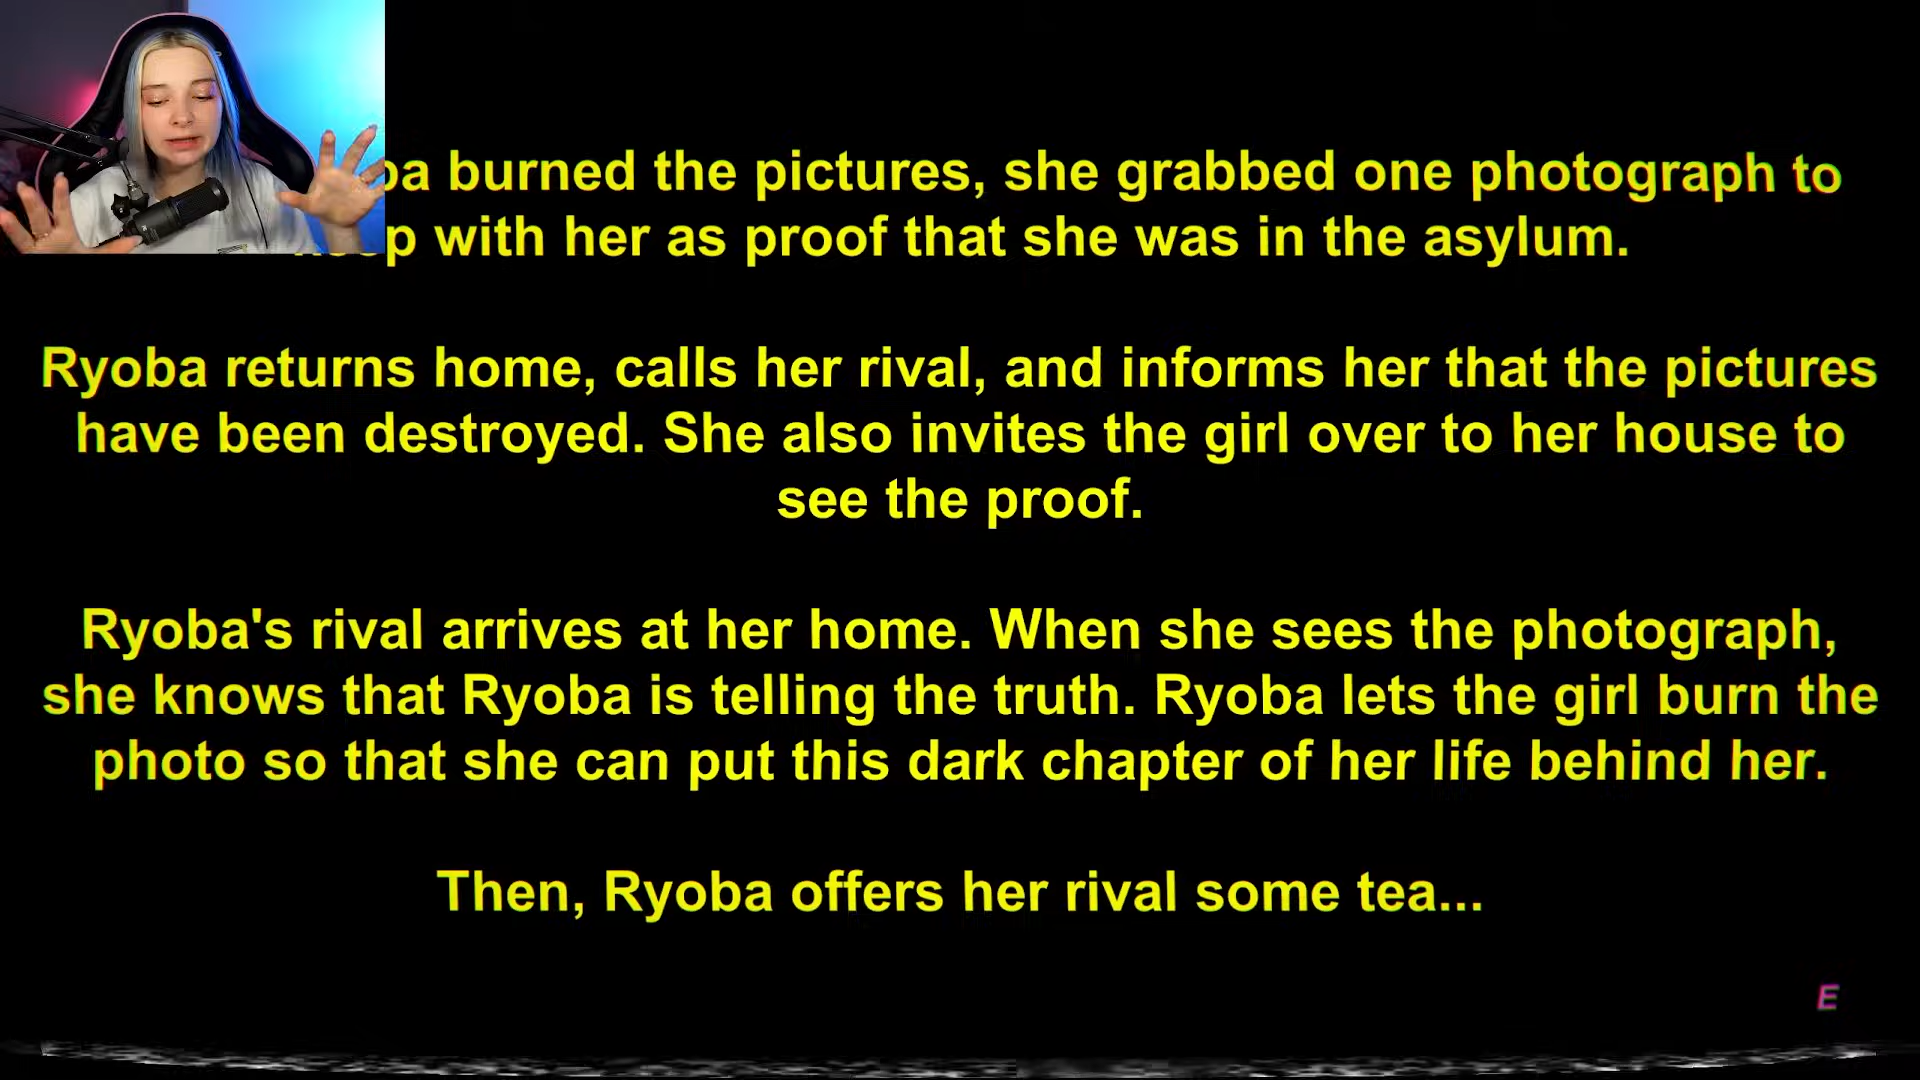 burned the pictures, she grabbed one photograph to
with her as proof that she was in the asylum.
Ryoba returns home, calls her rival, and informs her that the pictures
have been destroyed. She also invites the girl over to her house to
see the proof.
Ryoba's rival arrives at her home. When she sees the photograph,
she knows that Ryoba is telling the truth. Ryoba lets the girl burn the
photo so that she can put this dark chapter of her life behind her.
Then, Ryoba offers her rival some tea...
E